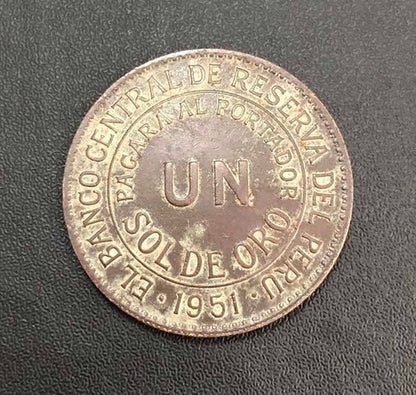 EL BANCO CENTRAL DE RESERVA DEL PERU
PAGARA AL PORTADOR
UN
SOL DE ORO
· 1951 ·